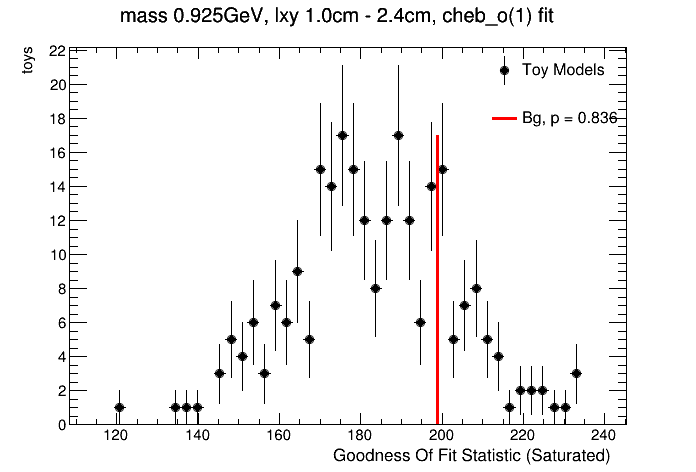 mass 0.925GeV, lxy 1.0cm - 2.4cm, cheb_o(1) fit
toys
22
20
18
16
14
12
10
8
6
4
2
0
Toy Models
Bg, p = 0.836
120 140 160 180 200 220 240
Goodness Of Fit Statistic (Saturated)